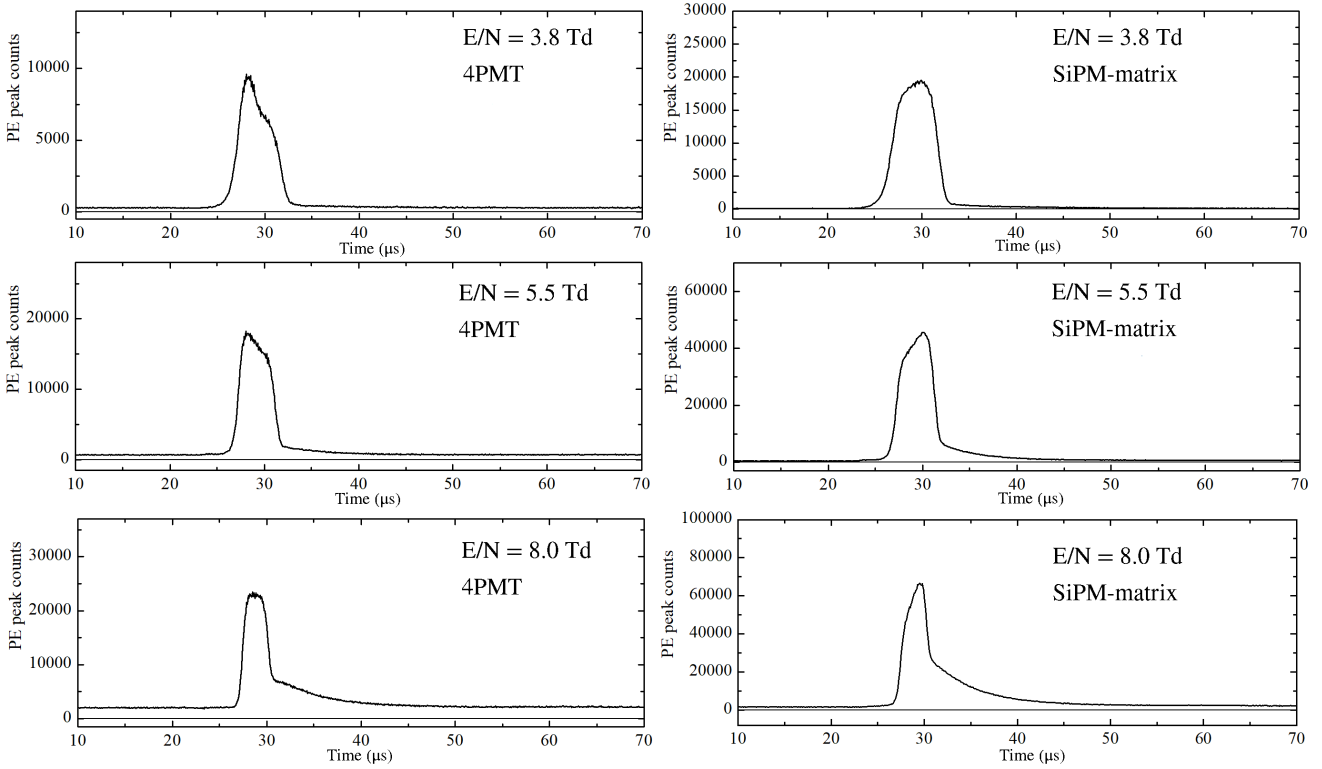 E/N = 3.8 Td
4PMT
PE peak counts
10000
5000
0
10 20 30 40 50 60 70
Time (μs)
E/N = 3.8 Td
SiPM-matrix
PE peak counts
30000
25000
20000
15000
10000
5000
0
10 20 30 40 50 60 70
Time (μs)
E/N = 5.5 Td
4PMT
PE peak counts
20000
10000
0
10 20 30 40 50 60 70
Time (μs)
E/N = 5.5 Td
SiPM-matrix
PE peak counts
60000
40000
20000
0
10 20 30 40 50 60 70
Time (μs)
E/N = 8.0 Td
4PMT
PE peak counts
30000
20000
10000
0
10 20 30 40 50 60 70
Time (μs)
E/N = 8.0 Td
SiPM-matrix
PE peak counts
100000
80000
60000
40000
20000
0
10 20 30 40 50 60 70
Time (μs)